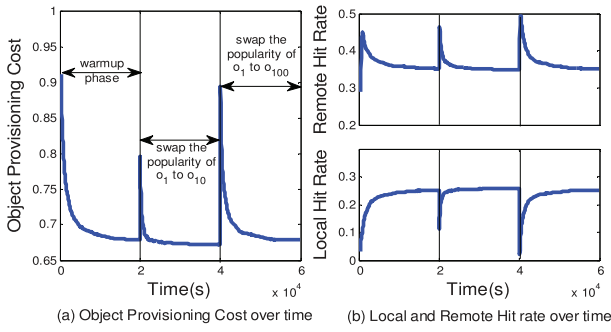 Object Provisioning Cost
1
0.95
0.9
0.85
0.8
0.75
0.7
0.65
warmup
phase
swap the
popularity of
o1 to o10
swap the
popularity of
o1 to o100
0
2
4
6
Time(s)
x 10^4
(a) Object Provisioning Cost over time
Remote Hit Rate
0.5
0.4
0.3
0.2
Local Hit Rate
0.3
0.2
0.1
0
0
2
4
6
Time(s)
x 10^4
(b) Local and Remote Hit rate over time